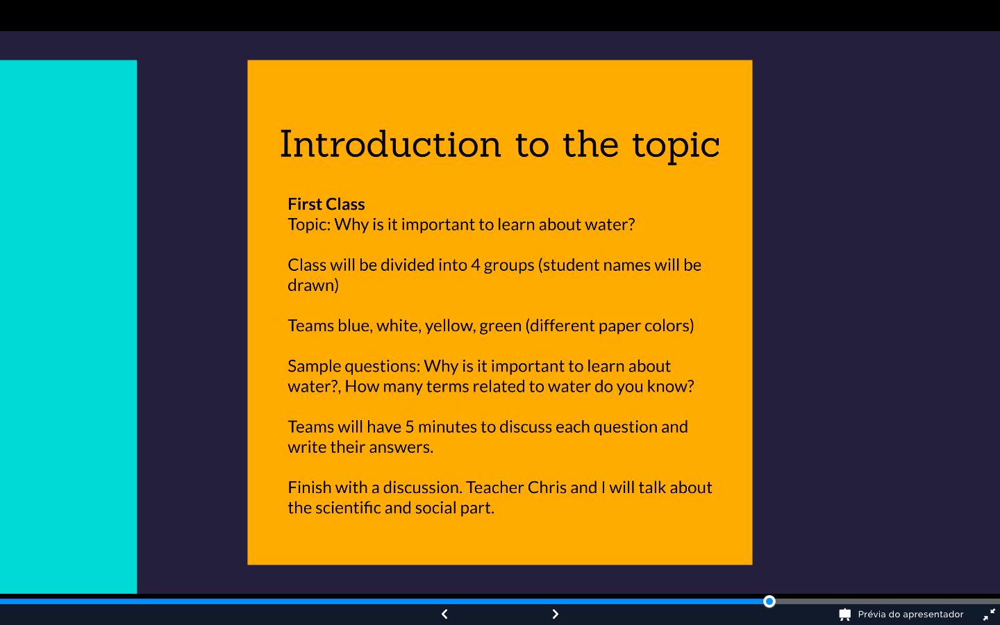 Introduction to the topic
First Class
Topic: Why is it important to learn about water?
Class will be divided into 4 groups (student names will be
drawn)
Teams blue, white, yellow, green (different paper colors)
Sample questions: Why is it important to learn about
water?, How many terms related to water do you know?
Teams will have 5 minutes to discuss each question and
write their answers.
Finish with a discussion. Teacher Chris and I will talk about
the scientific and social part.
Prévia do apresentador